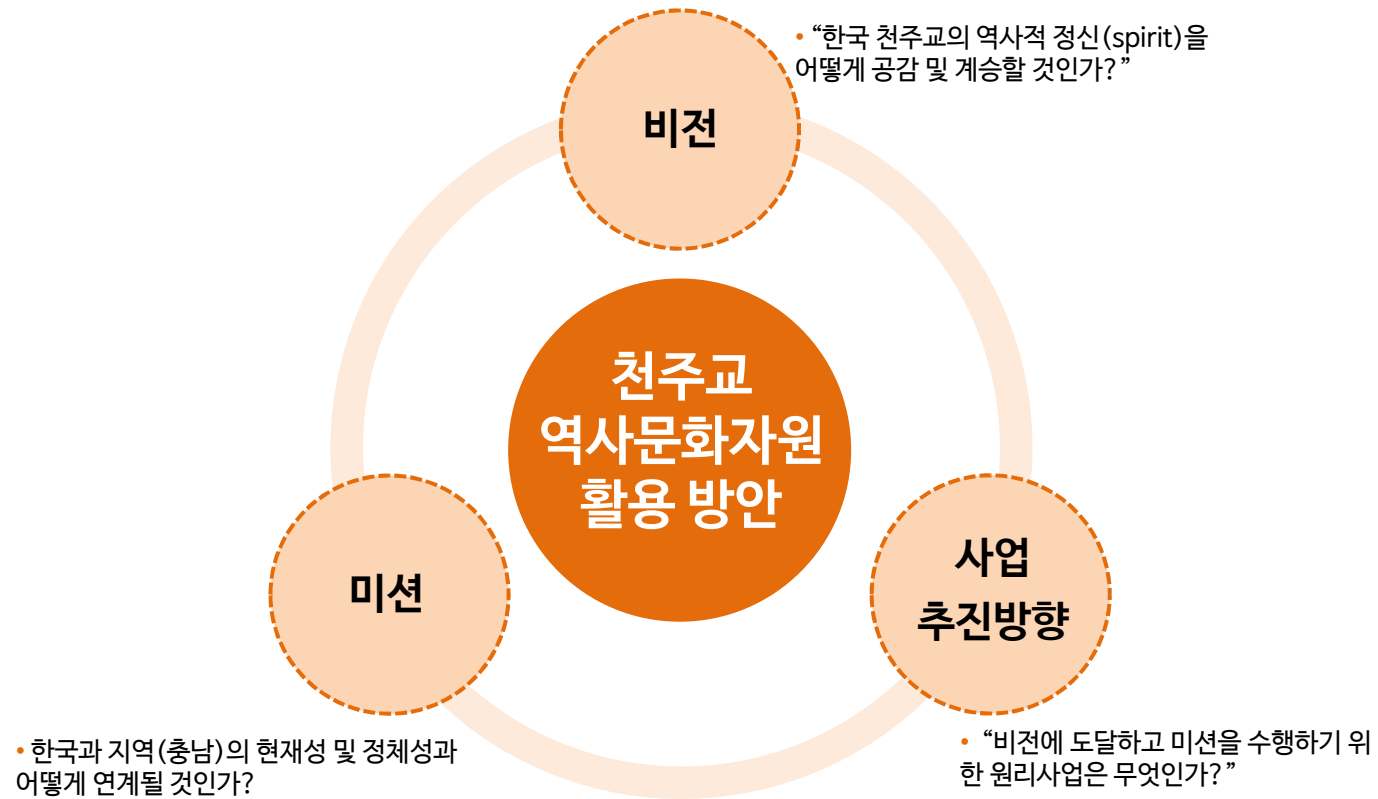 • “한국 천주교의 역사적 정신(spirit)을
어떻게 공감 및 계승할 것인가?”
비전
천주교
역사문화자원
활용 방안
미션
사업
추진방향
• 한국과 지역(충남)의 현재성 및 정체성과
어떻게 연계될 것인가?
• “비전에 도달하고 미션을 수행하기 위
한 원리사업은 무엇인가?”